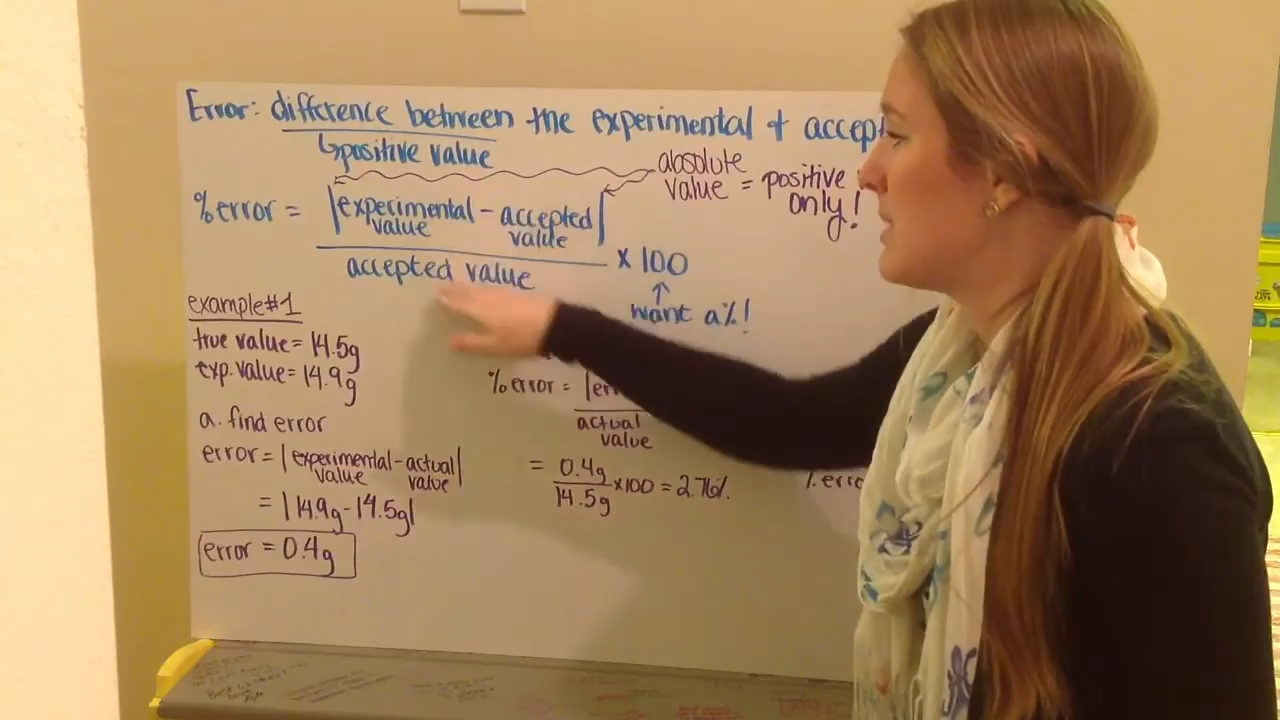 Error: difference between the experimental + accept
↳positive value
absolute value = positive only!
%error = |experimental value - accepted value|
accepted value
x 100
↑
want a%!
example#1
true value = 14.5g
exp. value = 14.9g
a. find error
error = |experimental value - actual value|
= |14.9g - 14.5g|
error = 0.4g
%error = |er
actual value
= 0.4g
14.5g
x100 = 2.76%